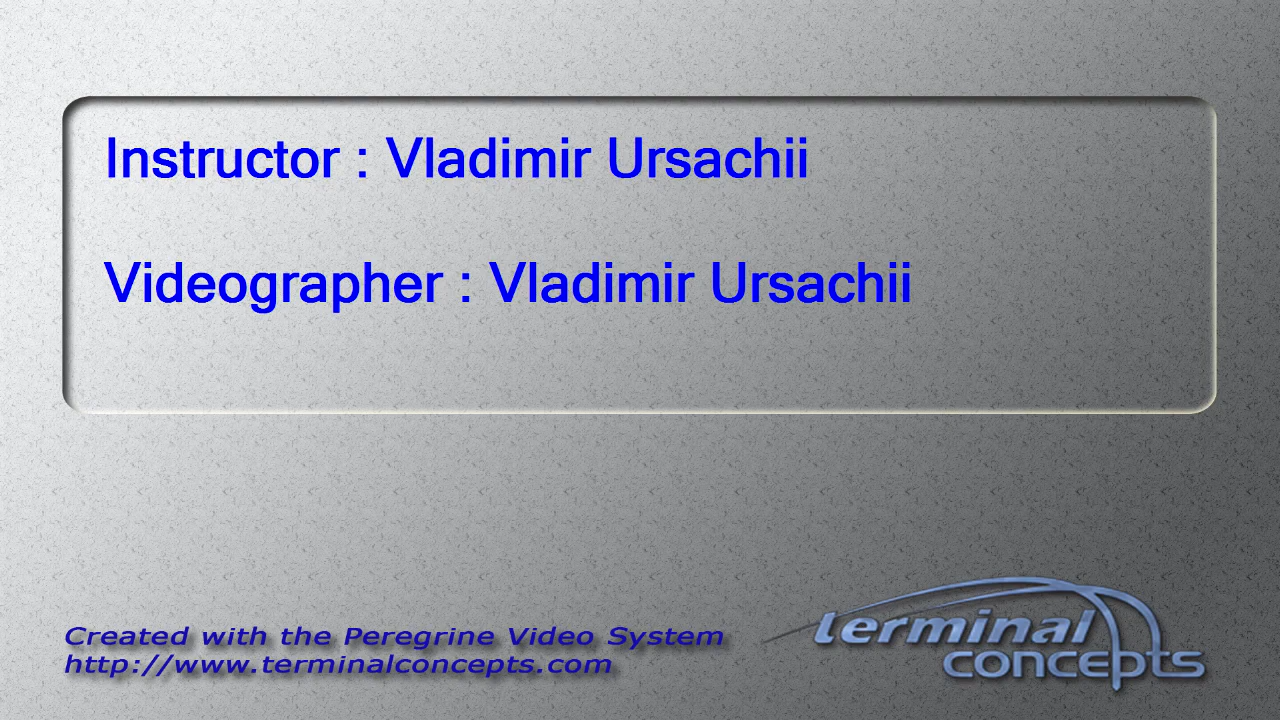 Instructor : Vladimir Ursachii
Videographer : Vladimir Ursachii
Created with the Peregrine Video System
http://www.terminalconcepts.com
terminal
concepts